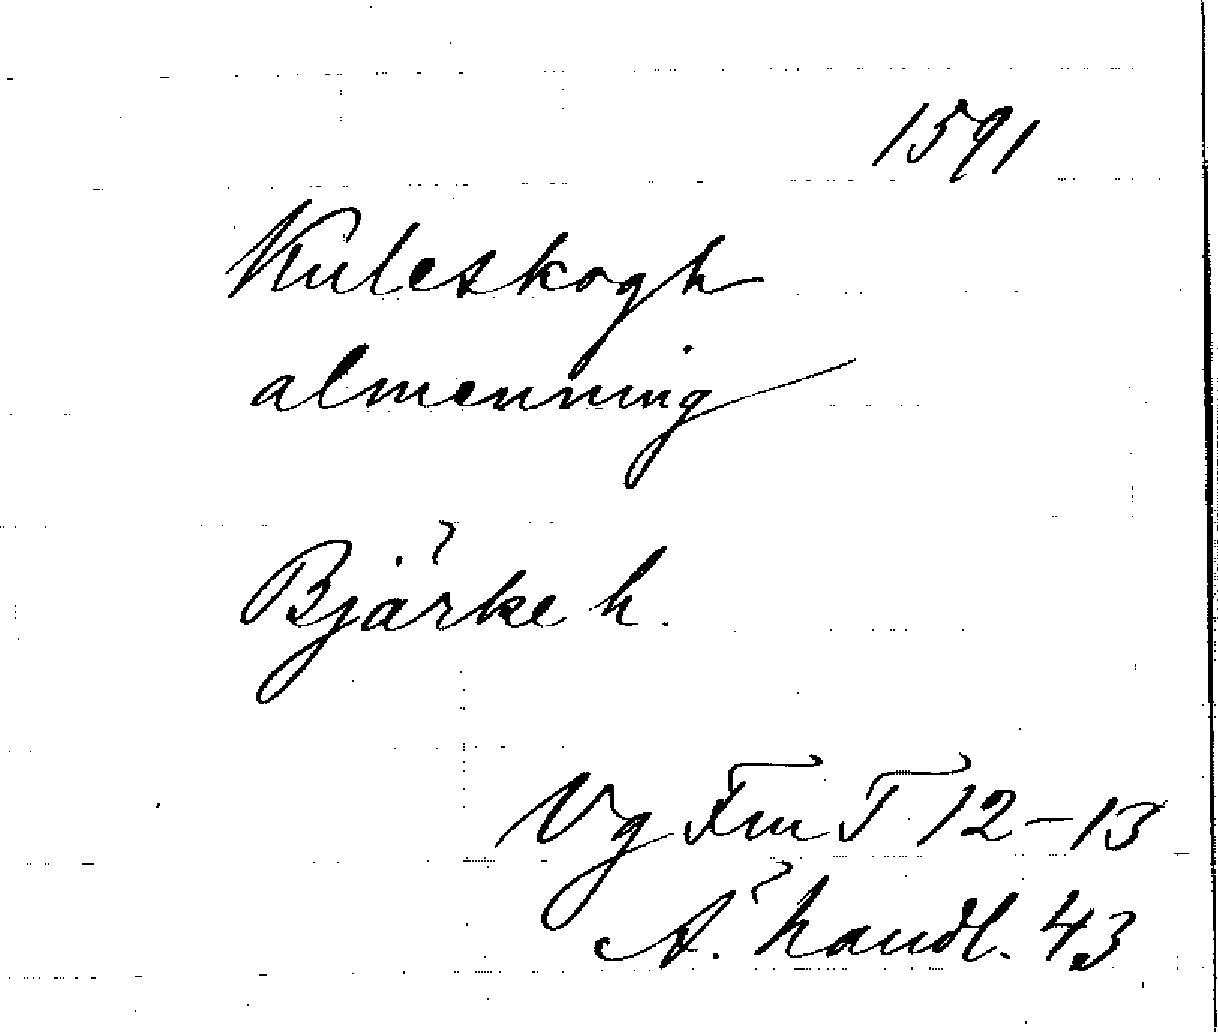 1591
Kuleskogh
almenning
Bjärke h.
Vg Fm T 12-13
A. handl. 43